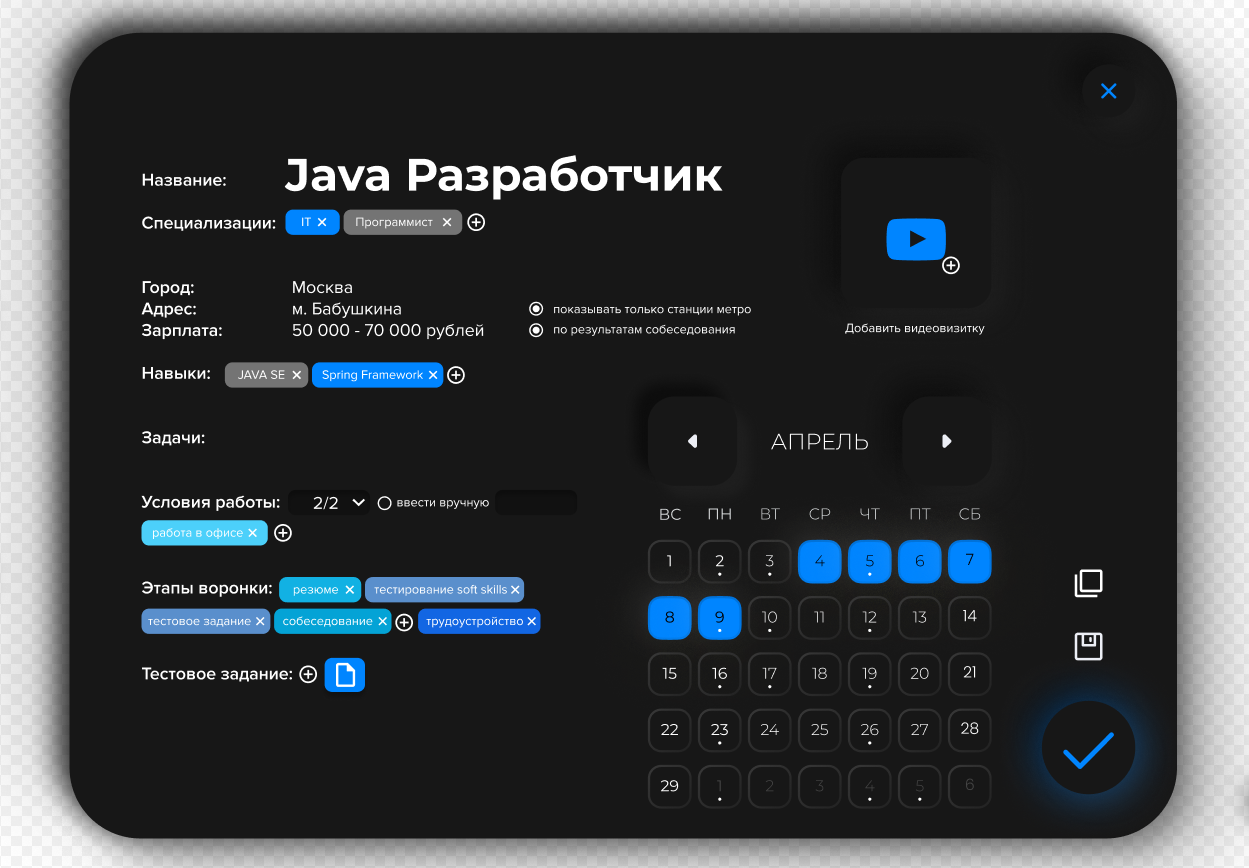 Название: Java Разработчик
Специализации: IT × Программист ×
Город: Москва
Адрес: м. Бабушкина показывать только станции метро
Зарплата: 50 000 - 70 000 рублей по результатам собеседования
Добавить видеовизитку
Навыки: JAVA SE × Spring Framework ×
Задачи:
Условия работы: 2/2 ввести вручную
работа в офисе ×
Этапы воронки: резюме × тестирование soft skills ×
тестовое задание × собеседование × трудоустройство ×
Тестовое задание:
АПРЕЛЬ
ВС ПН ВТ СР ЧТ ПТ СБ
1 2 3 4 5 6 7
8 9 10 11 12 13 14
15 16 17 18 19 20 21
22 23 24 25 26 27 28
29 1 2 3 4 5 6